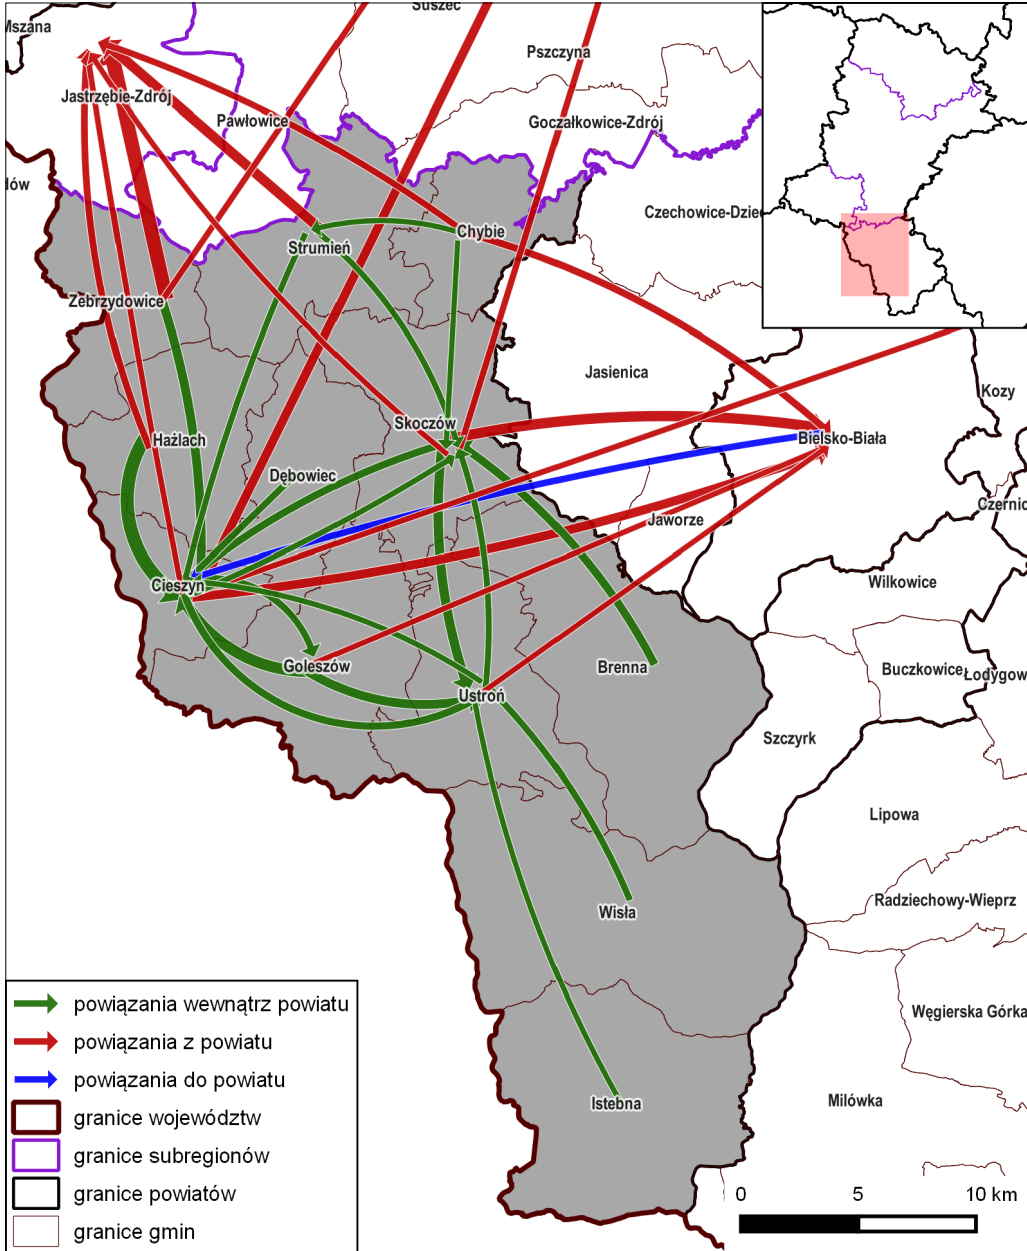 Suszec
Mszana
Pszczyna
Jastrzębie-Zdrój
Pawłowice
Goczałkowice-Zdrój
dów
Czechowice-Dzie
Chybie
Strumień
Zebrzydowice
Jasienica
Kozy
Skoczów
Hażlach
Bielsko-Biała
Dębowiec
Czernic
Jaworze
Cieszyn
Wilkowice
Goleszów
Brenna
Buczkowice
Łodygow
Ustroń
Szczyrk
Lipowa
Wisła
Radziechowy-Wieprz
Węgierska Górka
Istebna
Milówka
powiązania wewnątrz powiatu
powiązania z powiatu
powiązania do powiatu
granice województw
granice subregionów
granice powiatów
granice gmin
0 5 10 km